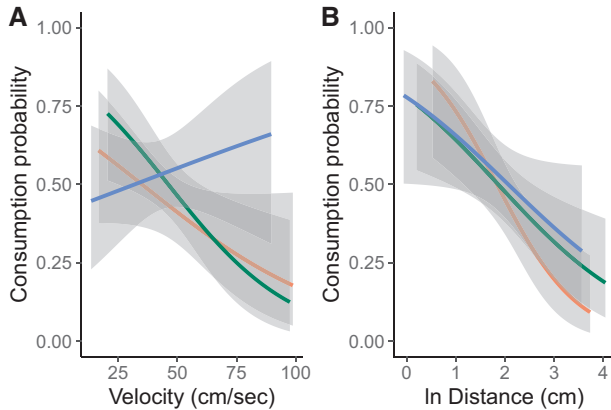 A
Consumption probability
1.00
0.75
0.50
0.25
0.00
25 50 75 100
Velocity (cm/sec)
B
Consumption probability
1.00
0.75
0.50
0.25
0.00
0 1 2 3 4
ln Distance (cm)